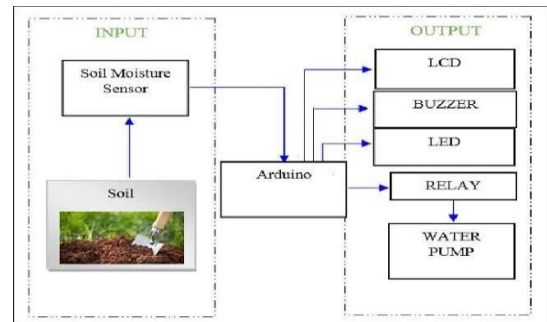 INPUT
Soil Moisture
Sensor
Soil
Arduino
OUTPUT
LCD
BUZZER
LED
RELAY
WATER
PUMP